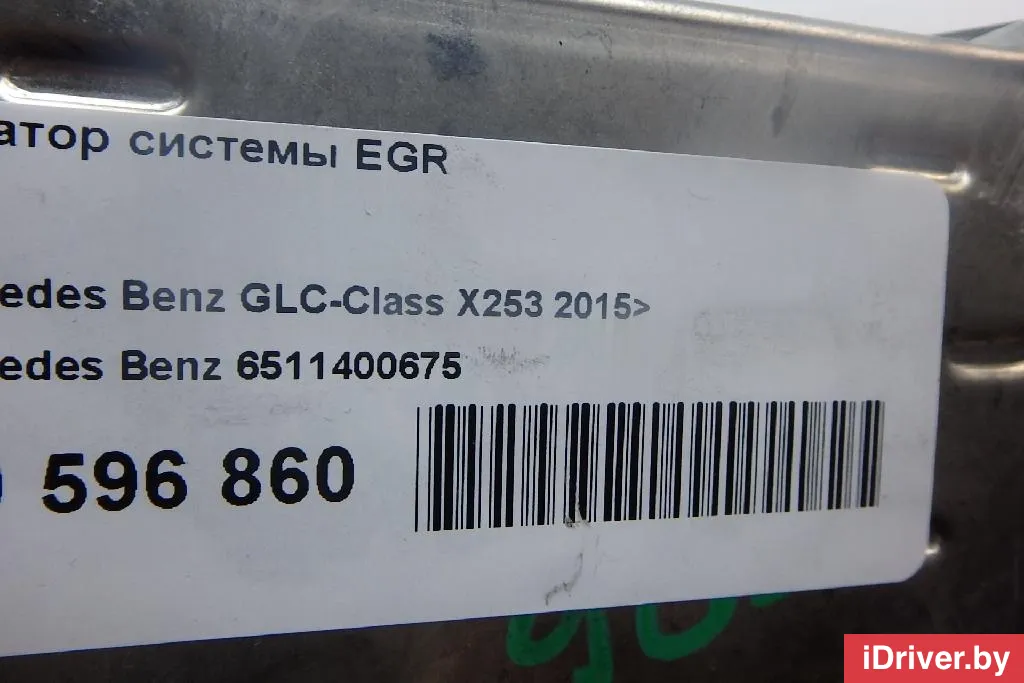 атор системы EGR
edes Benz GLC-Class X253 2015>
edes Benz 6511400675
596 860
iDriver.by